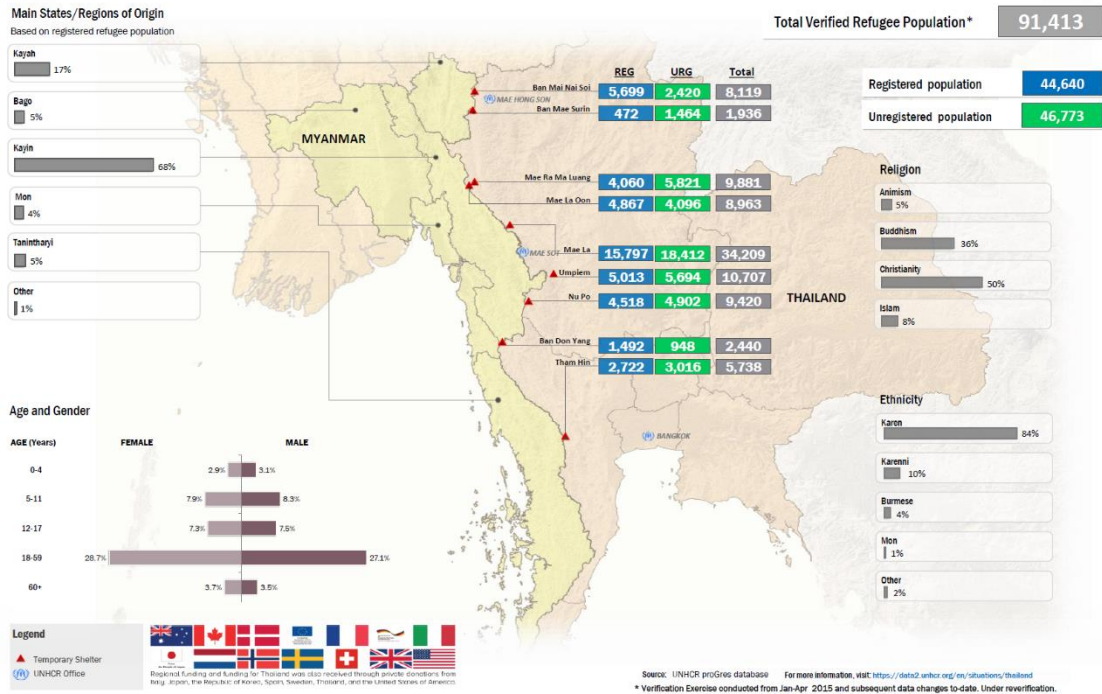 Main States/Regions of Origin
Based on registered refugee population
Kayah
17%
Bago
5%
Kayin
68%
Mon
4%
Tanintharyi
5%
Other
1%
Total Verified Refugee Population*
91,413
Registered population
44,640
Unregistered population
46,773
REG URG Total
Ban Mai Nai Soi 5,699 2,420 8,119
MAE HONG SON
Ban Mae Surin 472 1,464 1,936
MYANMAR
Mae Ra Ma Luang 4,060 5,821 9,881
Mae La Oon 4,867 4,096 8,963
Mae La 15,797 18,412 34,209
MAE SOT
Umpiem 5,013 5,694 10,707
Nu Po 4,518 4,902 9,420
THAILAND
Ban Don Yang 1,492 948 2,440
Tham Hin 2,722 3,016 5,738
BANGKOK
Religion
Animism
5%
Buddhism
36%
Christianity
50%
Islam
8%
Ethnicity
Karen
84%
Karenni
10%
Burmese
4%
Mon
1%
Other
2%
Age and Gender
AGE (Years) FEMALE MALE
0-4 2.9% 3.1%
5-11 7.9% 8.3%
12-17 7.3% 7.5%
18-59 28.7% 27.1%
60+ 3.7% 3.5%
Legend
Temporary Shelter
UNHCR Office
Regional funding and funding for Thailand was also received through private donations from
Italy, Japan, the Republic of Korea, Spain, Sweden, Thailand, and the United States of America.
Source: UNHCR proGres database For more information, visit: https://data2.unhcr.org/en/situations/thailand
* Verification Exercise conducted from Jan-Apr 2015 and subsequent data changes to-date. Under reverification.